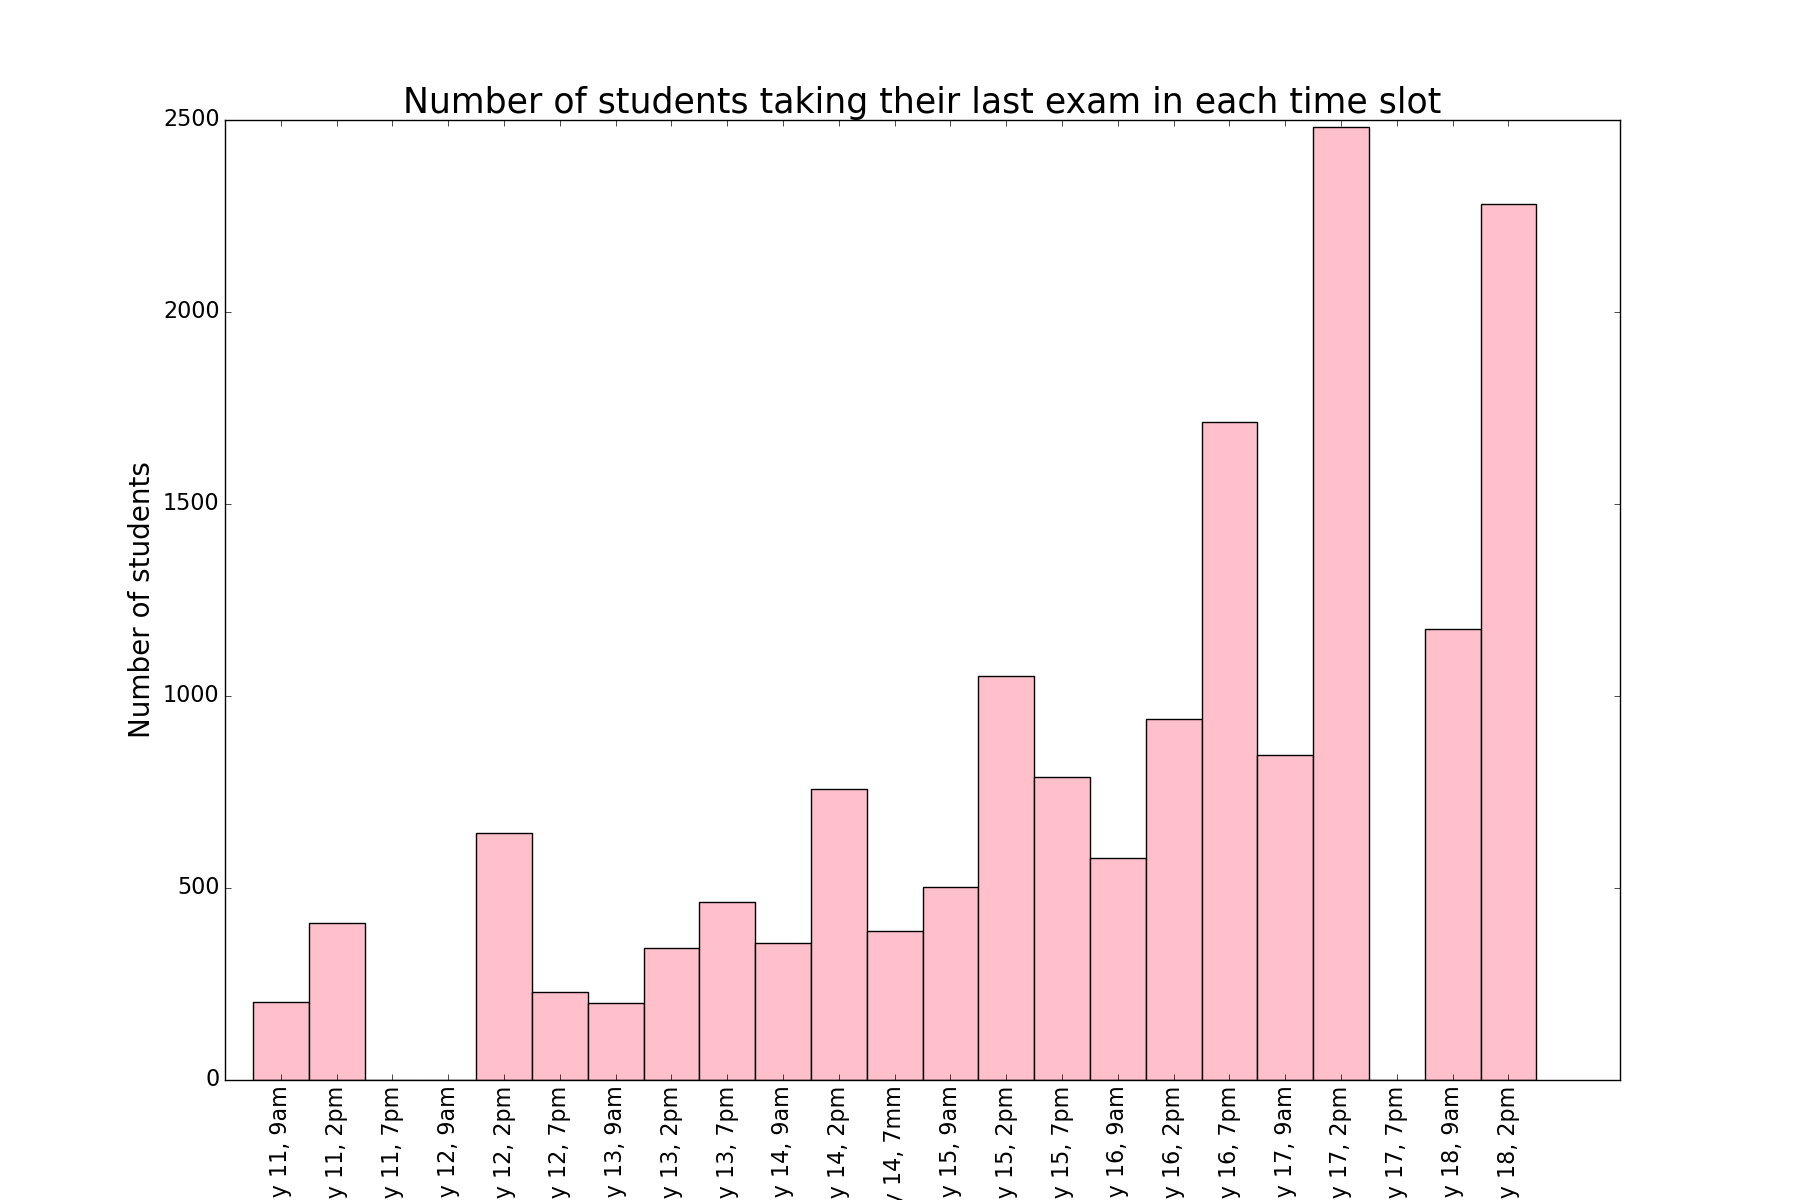 Number of students taking their last exam in each time slot
Number of students
2500
2000
1500
1000
500
0
y 11, 9am
y 11, 2pm
y 11, 7pm
y 12, 9am
y 12, 2pm
y 12, 7pm
y 13, 9am
y 13, 2pm
y 13, 7pm
y 14, 9am
y 14, 2pm
y 14, 7mm
y 15, 9am
y 15, 2pm
y 15, 7pm
y 16, 9am
y 16, 2pm
y 16, 7pm
y 17, 9am
y 17, 2pm
y 17, 7pm
y 18, 9am
y 18, 2pm